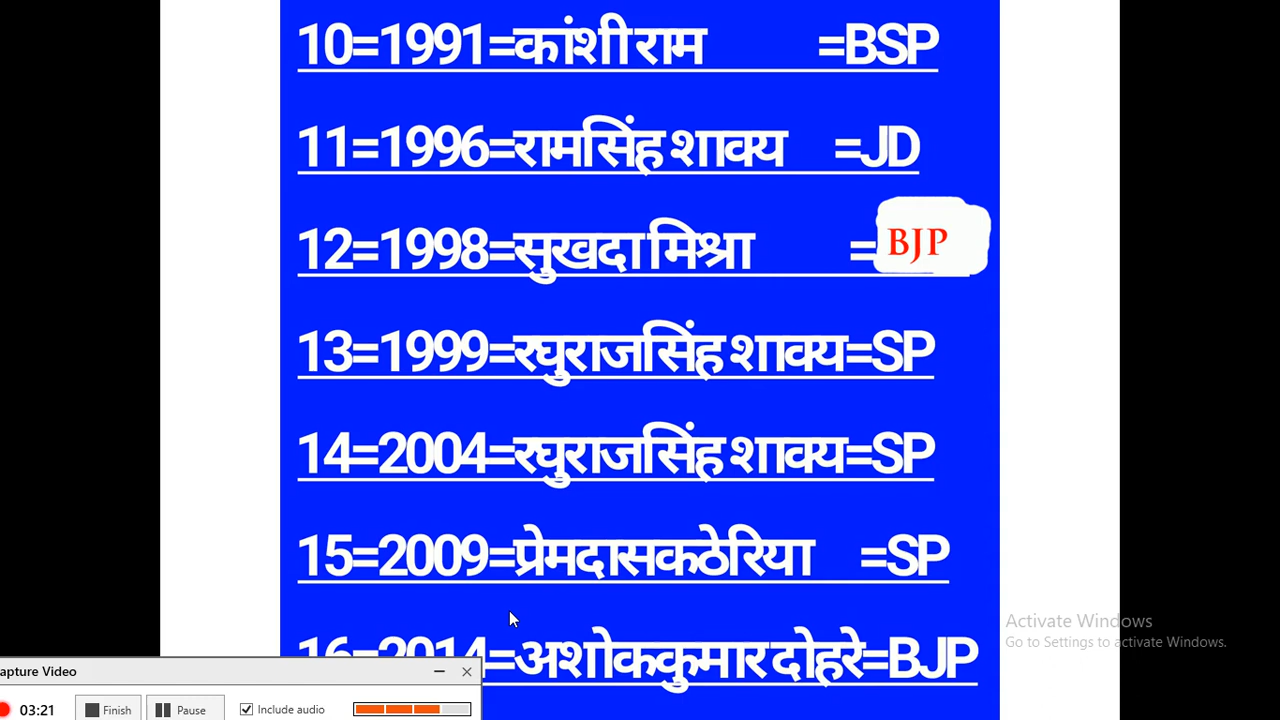 10=1991=कांशी राम =BSP
11=1996=रामसिंह शाक्य =JD
12=1998=सुखदा मिश्रा = BJP
13=1999=रघुराजसिंह शाक्य=SP
14=2004=रघुराजसिंह शाक्य=SP
15=2009=प्रेमदासकठेरिया =SP
16=2014=अशोककुमार दोहरे=BJP
Activate Windows
Go to Settings to activate Windows.
apture Video
03:21 Finish Pause Include audio